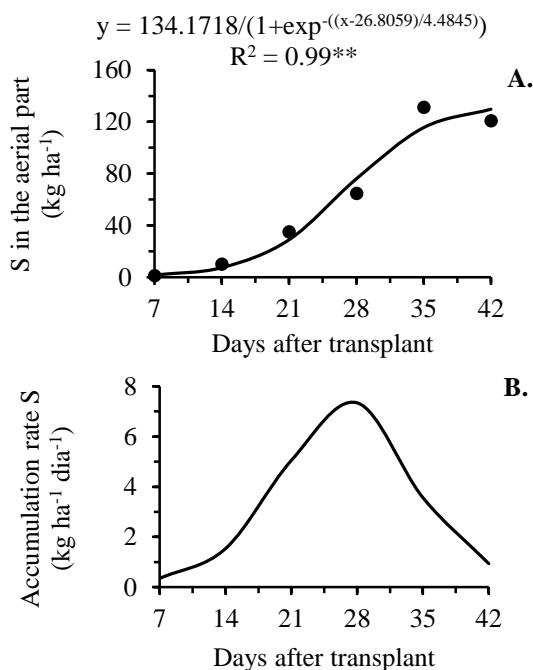 y = 134.1718/(1+exp^-((x-26.8059)/4.4845))
R² = 0.99**
A.
160
120
80
40
0
S in the aerial part
(kg ha⁻¹)
7 14 21 28 35 42
Days after transplant
B.
8
6
4
2
0
Accumulation rate S
(kg ha⁻¹ dia⁻¹)
7 14 21 28 35 42
Days after transplant